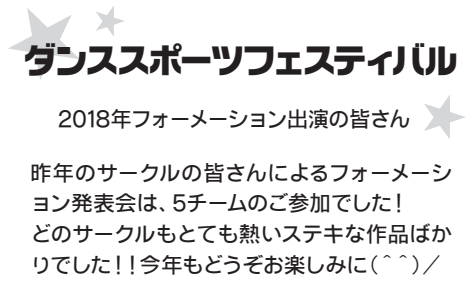 ダンススポーツフェスティバル
2018年フォーメーション出演の皆さん
昨年のサークルの皆さんによるフォーメーシ
ョン発表会は、5チームのご参加でした！
どのサークルもとても熱いステキな作品ばか
りでした！！今年もどうぞお楽しみに(＾＾)／